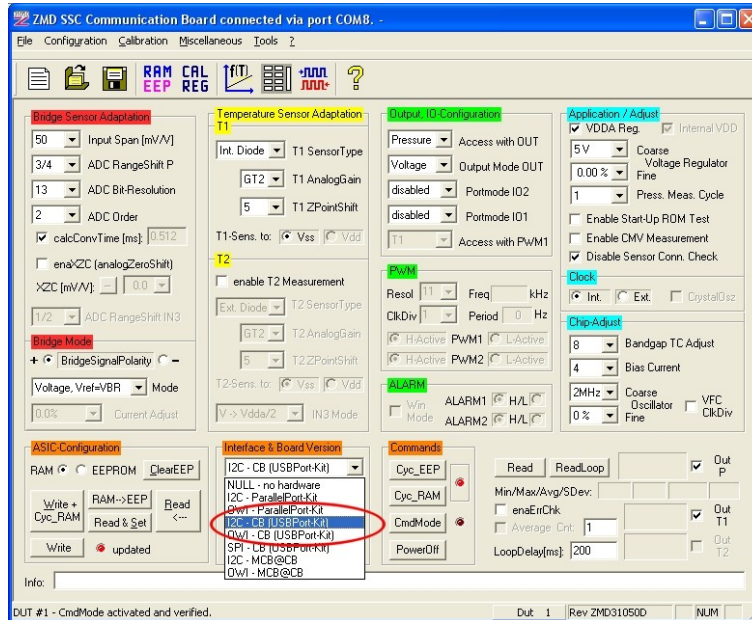 ZMD SSC Communication Board connected via port COM8. -
File Configuration Calibration Miscellaneous Tools ?
RAM EEP CAL REG f(T)
Bridge Sensor Adaptation
50 Input Span [mV/V]
3/4 ADC RangeShift P
13 ADC Bit-Resolution
2 ADC Order
calcConvTime [ms]: 0.512
enaXZC (analogZeroShift)
XZC [mV/V]: - 0.0
1/2 ADC RangeShift IN3
Bridge Mode
+ BridgeSignalPolarity -
Voltage, Vref=VBR Mode
0.0% Current Adjust
Temperature Sensor Adaptation
T1
Int. Diode T1 SensorType
GT2 T1 AnalogGain
5 T1 ZPointShift
T1-Sens. to: Vss Vdd
T2
enable T2 Measurement
Ext. Diode T2 SensorType
GT2 T2 AnalogGain
5 T2 ZPointShift
T2-Sens. to: Vss Vdd
V -> Vdda/2 IN3 Mode
Output, IO-Configuration
Pressure Access with OUT
Voltage Output Mode OUT
disabled Portmode IO2
disabled Portmode IO1
T1 Access with PWM1
PWM
Resol 11 Freq kHz
ClkDiv 1 Period 0 Hz
H-Active PWM1 L-Active
H-Active PWM2 L-Active
ALARM
Win Mode
ALARM1 H/L
ALARM2 H/L
Application / Adjust
VDDA Reg. Internal VDD
5 V Coarse
Voltage Regulator
0.00 % Fine
1 Press. Meas. Cycle
Enable Start-Up ROM Test
Enable CMV Measurement
Disable Sensor Conn. Check
Clock
Int. Ext. CrystalOsz
Chip-Adjust
8 Bandgap TC Adjust
4 Bias Current
2MHz Coarse
Oscillator
0 % Fine
VFC
ClkDiv
ASIC-Configuration
RAM EEPROM ClearEEP
Write +
Cyc_RAM
RAM-->EEP
Read & Set
Read
<---
Write updated
Interface & Board Version
I2C - CB (USBPort-Kit)
NULL - no hardware
I2C - ParallelPort-Kit
OWI - ParallelPort-Kit
I2C - CB (USBPort-Kit)
OWI - CB (USBPort-Kit)
SPI - CB (USBPort-Kit)
I2C - MCB@CB
OWI - MCB@CB
Commands
Cyc_EEP
Cyc_RAM
CmdMode
PowerOff
Read ReadLoop
Out
P
Min/Max/Avg/SDev:
enaErrChk
Average Cnt: 1
Out
T1
LoopDelay[ms]: 200
Out
T2
Info:
DUT #1 - CmdMode activated and verified.
Dut 1 Rev ZMD31050D NUM